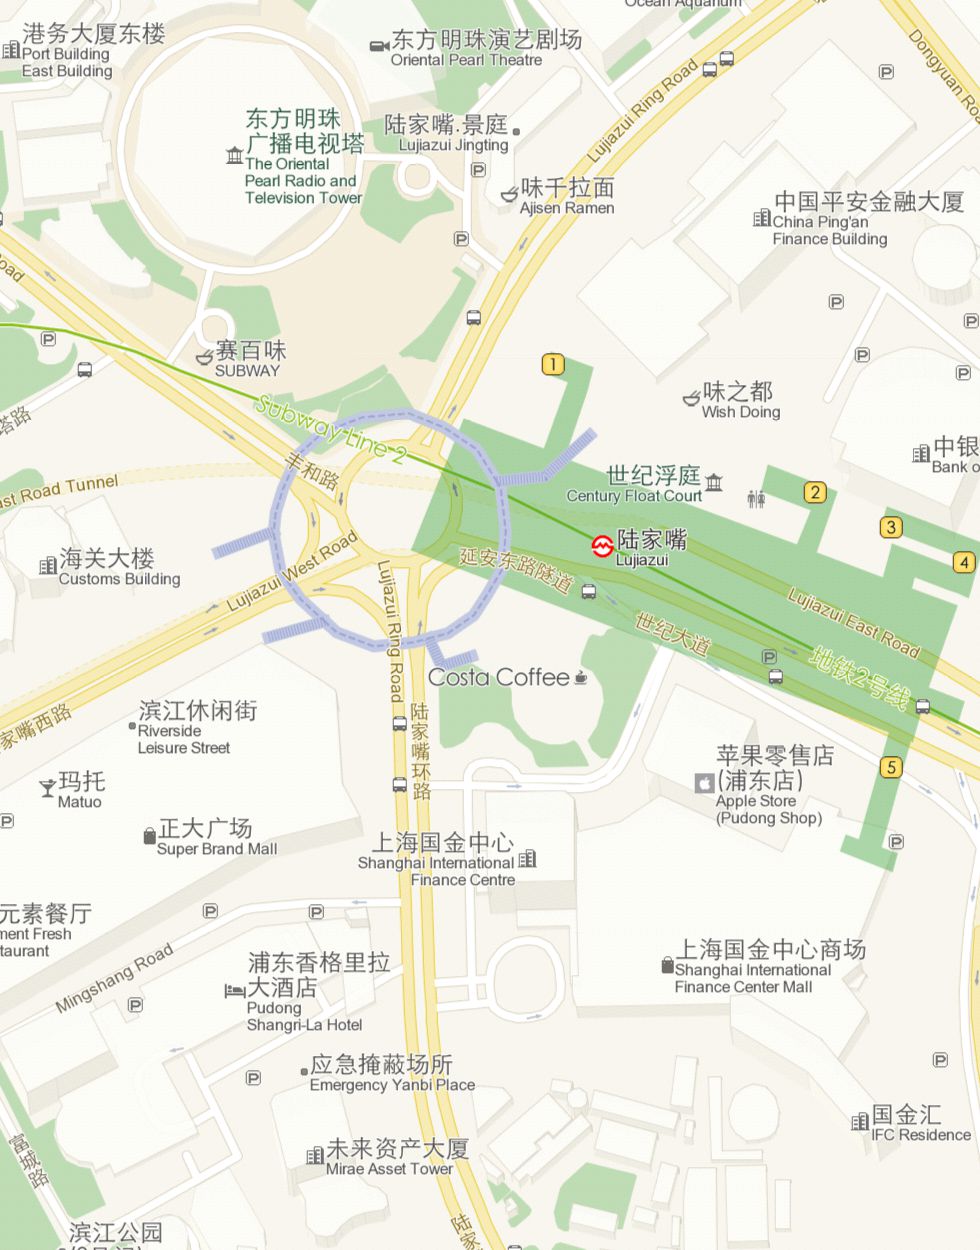 Ocean Aquarium
港务大厦东楼
Port Building
East Building
东方明珠演艺剧场
Oriental Pearl Theatre
Dongyuan Roa
Lujiazui Ring Road
P
东方明珠
广播电视塔
The Oriental
Pearl Radio and
Television Tower
陆家嘴.景庭
Lujiazui Jingting
P
味千拉面
Ajisen Ramen
中国平安金融大厦
China Ping'an
Finance Building
P
Road
P
P
P
赛百味
SUBWAY
1
P
P
味之都
Wish Doing
塔路
Subway Line 2
丰和路
中银
Bank o
世纪浮庭
Century Float Court
ast Road Tunnel
2
3
4
陆家嘴
Lujiazui
海关大楼
Customs Building
Lujiazui West Road
Lujiazui Ring Road
延安东路隧道
Lujiazui East Road
世纪大道
P
地铁2号线
Costa Coffee
滨江休闲街
Riverside
Leisure Street
家嘴西路
陆家嘴环路
苹果零售店
(浦东店)
Apple Store
(Pudong Shop)
5
玛托
Matuo
P
正大广场
Super Brand Mall
上海国金中心
Shanghai International
Finance Centre
P
元素餐厅
ment Fresh
taurant
P
P
Mingshang Road
P
浦东香格里拉
大酒店
Pudong
Shangri-La Hotel
上海国金中心商场
Shanghai International
Finance Center Mall
应急掩蔽场所
Emergency Yanbi Place
P
P
国金汇
IFC Residence
富城路
未来资产大厦
Mirae Asset Tower
滨江公园
陆家